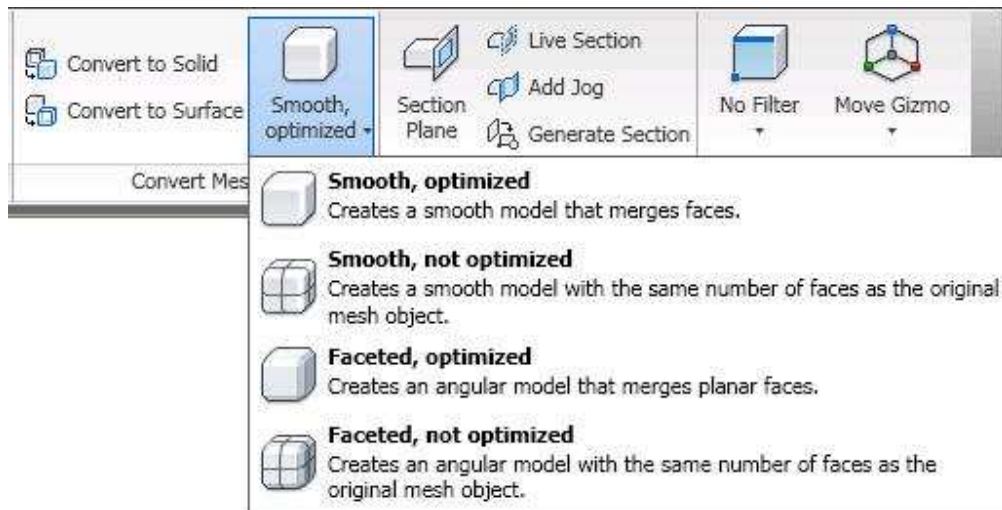 Convert to Solid
Convert to Surface
Convert Mes
Smooth,
optimized
Section
Plane
Live Section
Add Jog
Generate Section
No Filter
Move Gizmo
Smooth, optimized
Creates a smooth model that merges faces.
Smooth, not optimized
Creates a smooth model with the same number of faces as the original
mesh object.
Faceted, optimized
Creates an angular model that merges planar faces.
Faceted, not optimized
Creates an angular model with the same number of faces as the
original mesh object.